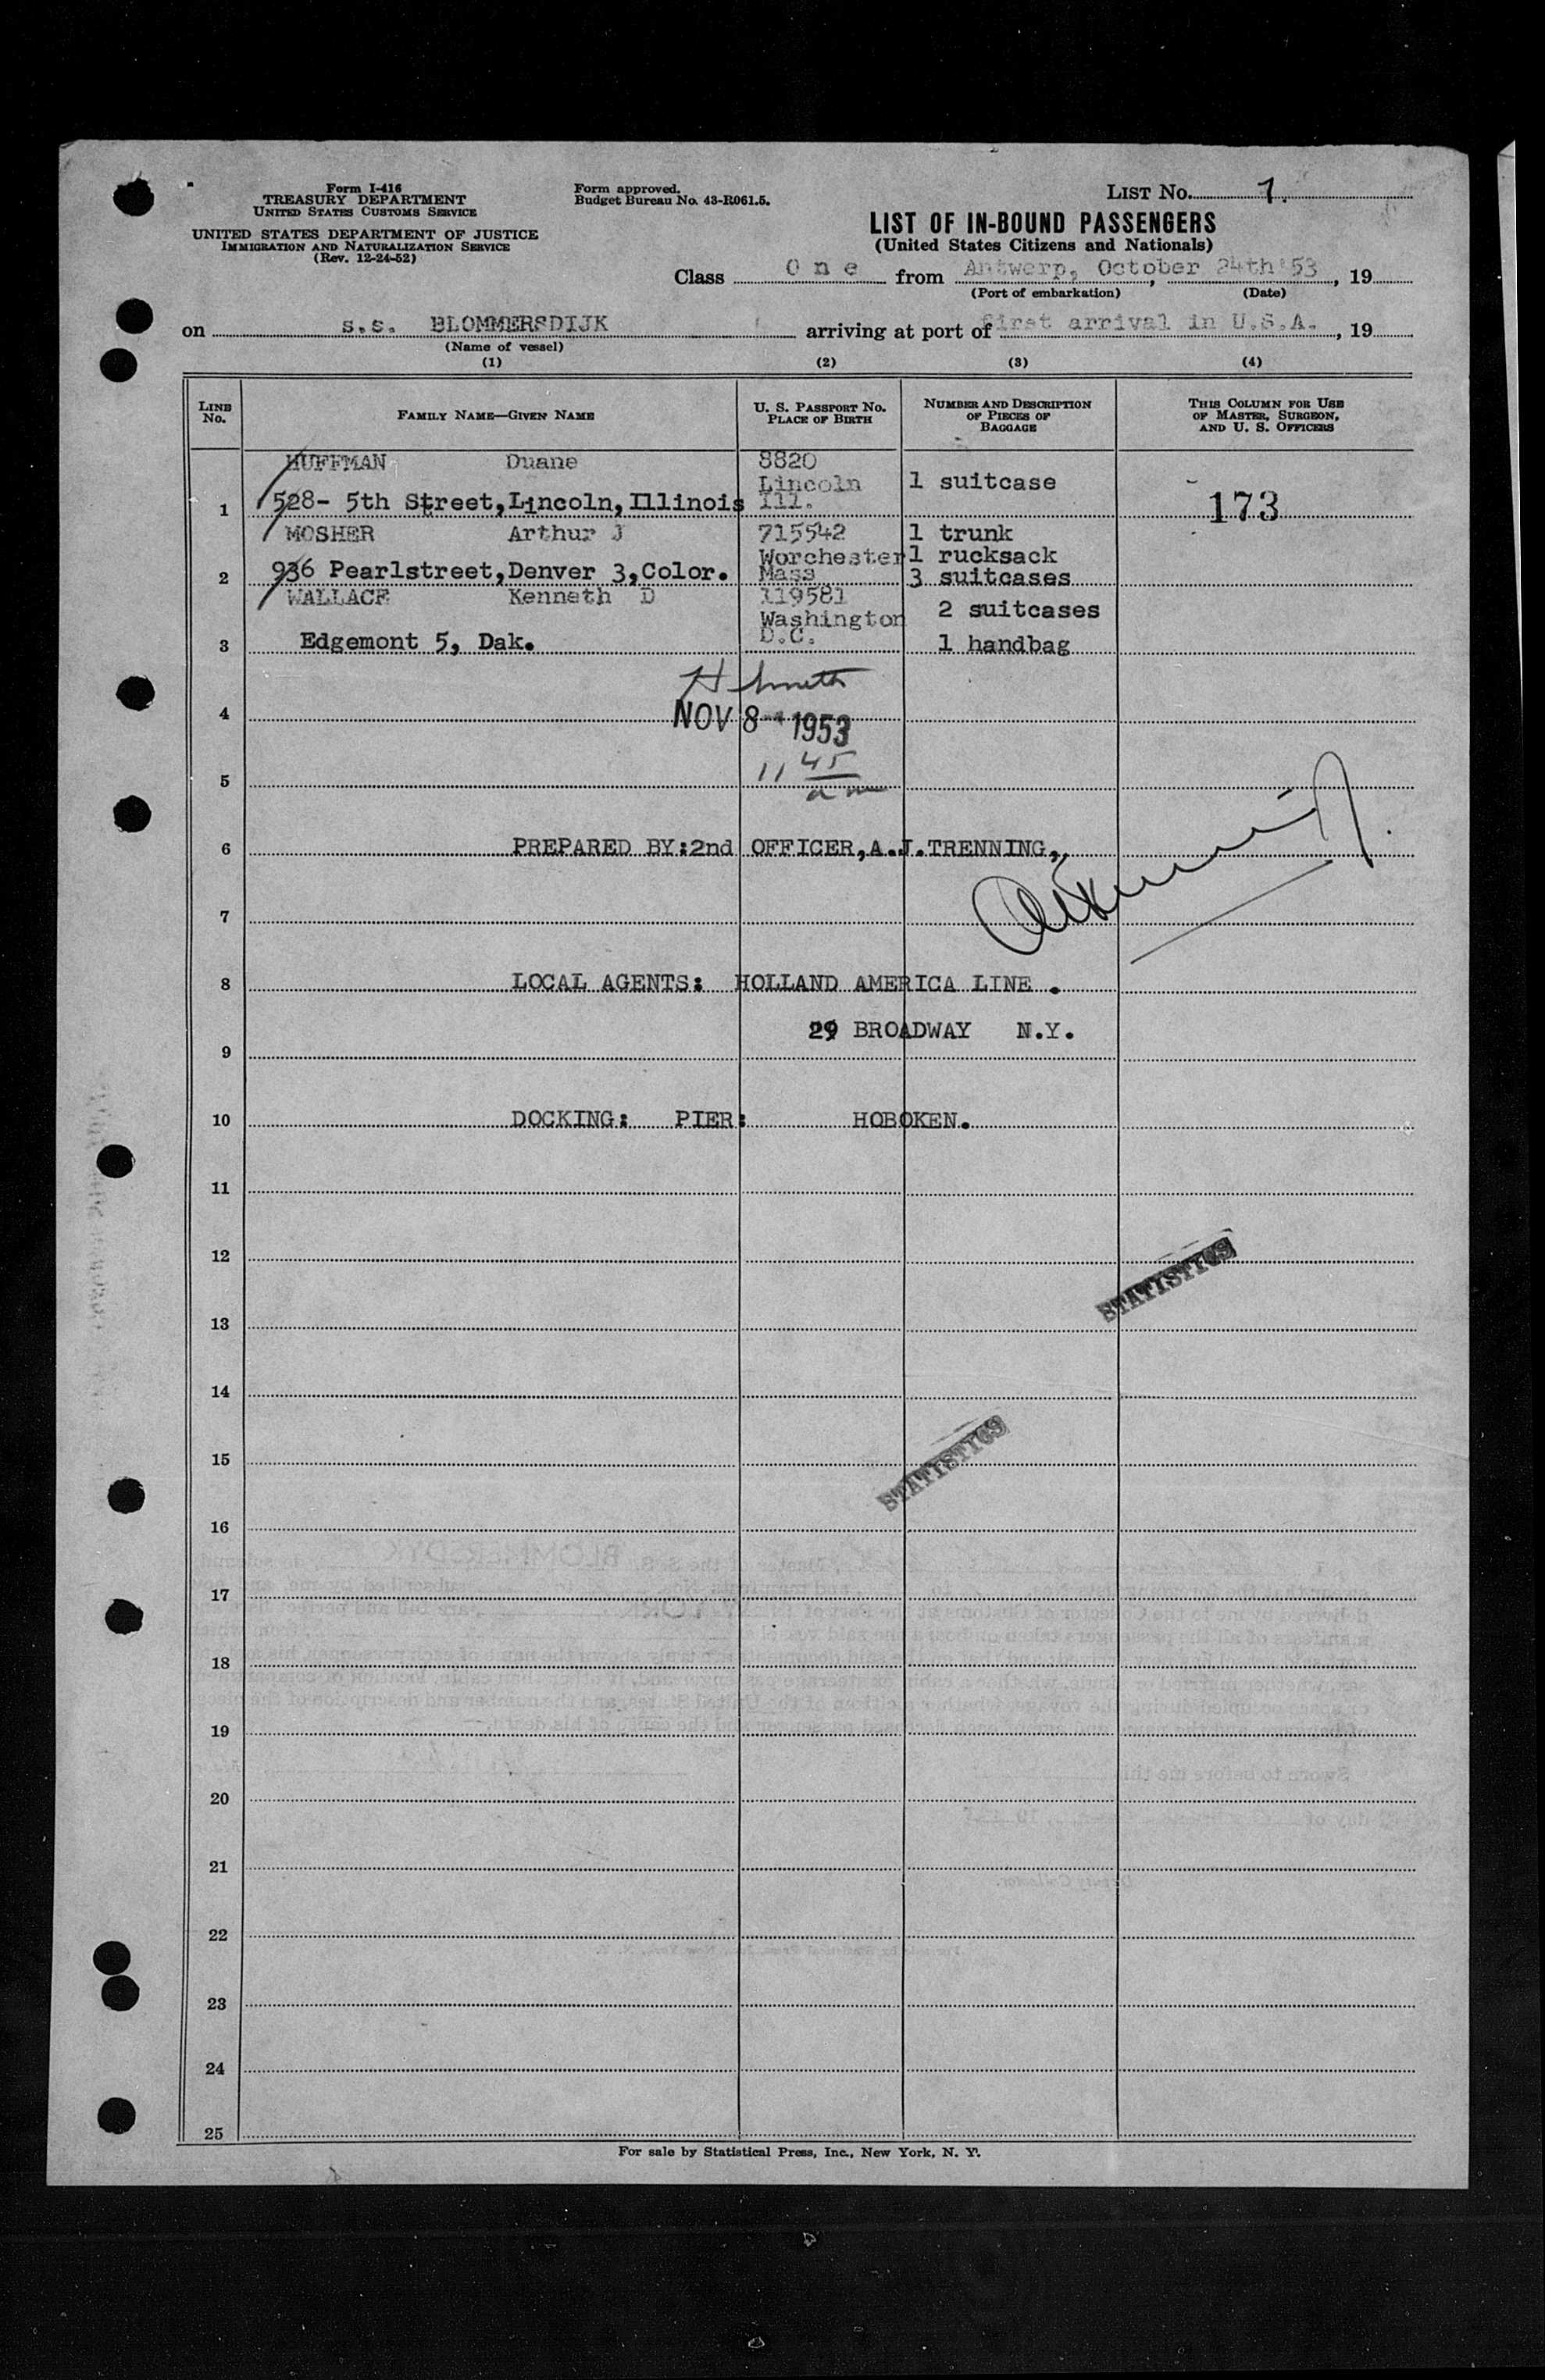 Form I-416
TREASURY DEPARTMENT
UNITED STATES CUSTOMS SERVICE
UNITED STATES DEPARTMENT OF JUSTICE
IMMIGRATION AND NATURALIZATION SERVICE
(Rev. 12-24-52)
Form approved.
Budget Bureau No. 43-R061.5.
LIST No. 1.
LIST OF IN-BOUND PASSENGERS
(United States Citizens and Nationals)
Class One from Antwerp, October 24th'53, 19
(Port of embarkation) (Date)
on s.s. BLOMMERSDIJK arriving at port of first arrival in U.S.A., 19
(Name of vessel)
(1) (2) (3) (4)
LINE No. FAMILY NAME—GIVEN NAME U. S. PASSPORT No. PLACE OF BIRTH NUMBER AND DESCRIPTION OF PIECES OF BAGGAGE THIS COLUMN FOR USE OF MASTER, SURGEON, AND U. S. OFFICERS
HUFFMAN Duane 8820
Lincoln 1 suitcase
1 528- 5th Street,Lincoln,Illinois Ill. 173
MOSHER Arthur J 715542 1 trunk
Worchester 1 rucksack
2 936 Pearlstreet,Denver 3,Color. Mass 3 suitcases
WALLACE Kenneth D 119581
Washington 2 suitcases
3 Edgemont 5, Dak. D.C. 1 handbag
H Smith
4 NOV 8 1953
5 11 45 am
6 PREPARED BY:2nd OFFICER,A.J.TRENNING,
7
8 LOCAL AGENTS: HOLLAND AMERICA LINE .
29 BROADWAY N.Y.
9
10 DOCKING: PIER: HOBOKEN.
11
12
STATISTICS
13
14
15
STATISTICS
16
17
18
19
20
21
22
23
24
25
For sale by Statistical Press, Inc., New York, N. Y.